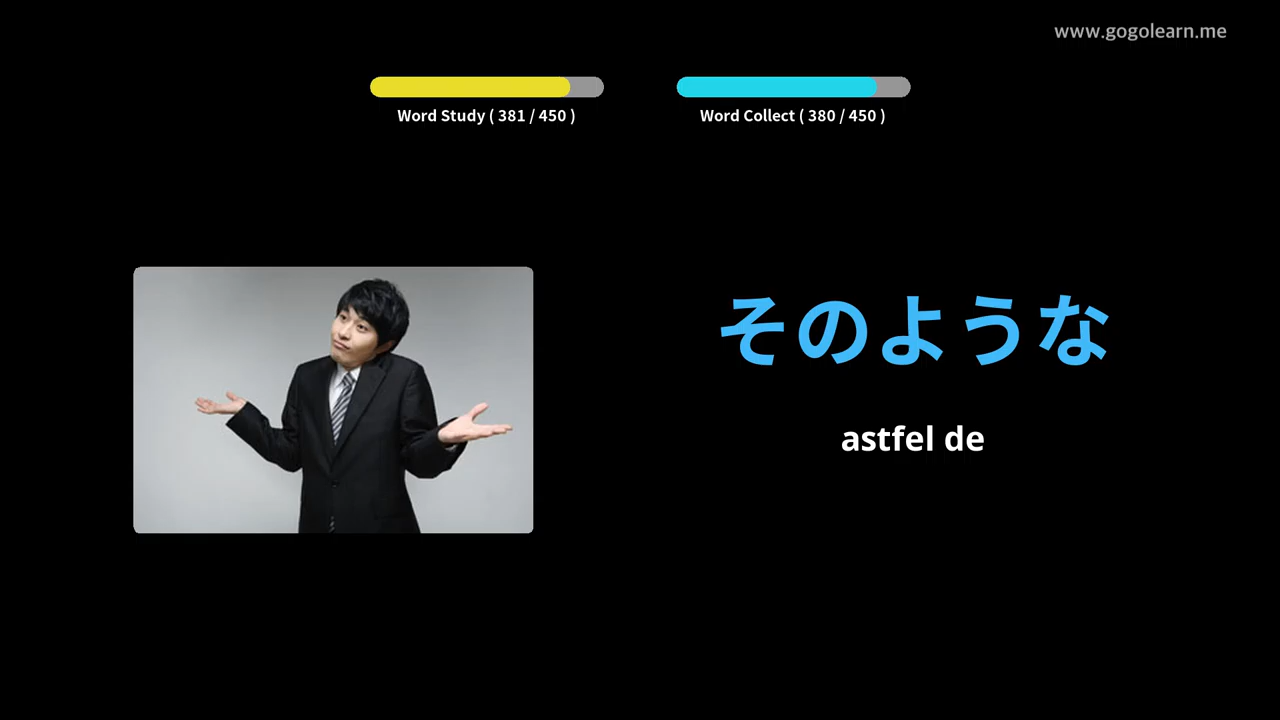 www.gogolearn.me
Word Study ( 381 / 450 )
Word Collect ( 380 / 450 )
そのような
astfel de